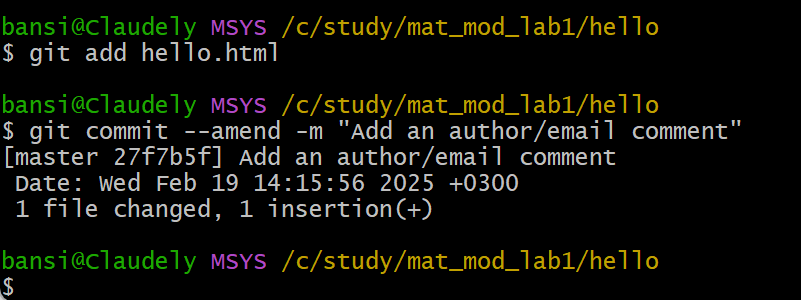 bansi@Claudely MSYS /c/study/mat_mod_lab1/hello
$ git add hello.html
bansi@Claudely MSYS /c/study/mat_mod_lab1/hello
$ git commit --amend -m "Add an author/email comment"
[master 27f7b5f] Add an author/email comment
 Date: Wed Feb 19 14:15:56 2025 +0300
 1 file changed, 1 insertion(+)
bansi@Claudely MSYS /c/study/mat_mod_lab1/hello
$